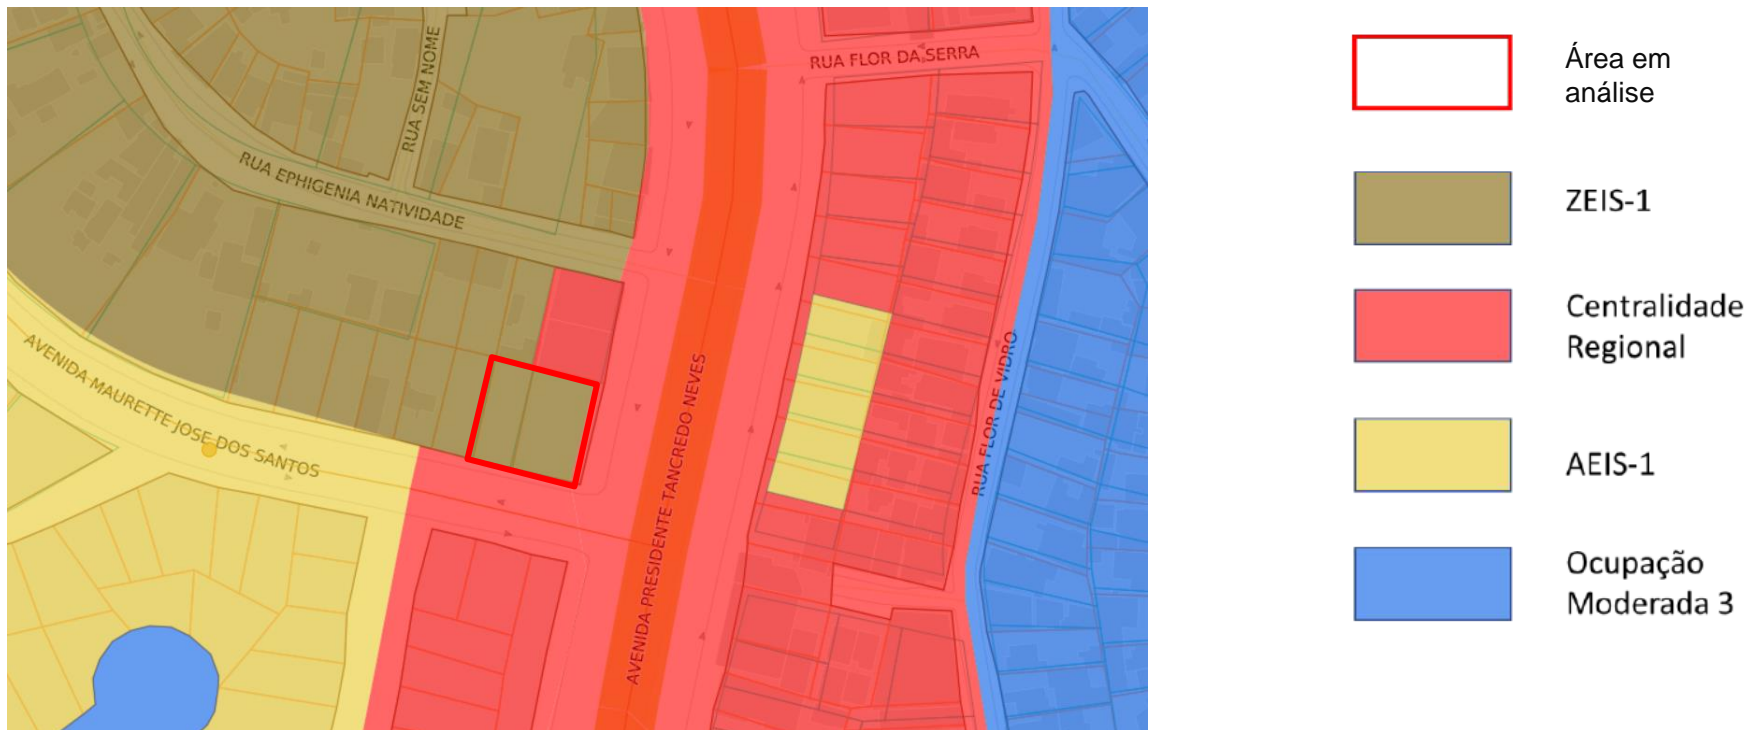 RUA FLOR DA SERRA
RUA SEM NOME
RUA EPHIGENIA NATIVIDADE
AVENIDA MAURETTE JOSE DOS SANTOS
AVENIDA PRESIDENTE TANCREDO NEVES
RUA FLOR DE VIDRO
Área em
análise
ZEIS-1
Centralidade
Regional
AEIS-1
Ocupação
Moderada 3